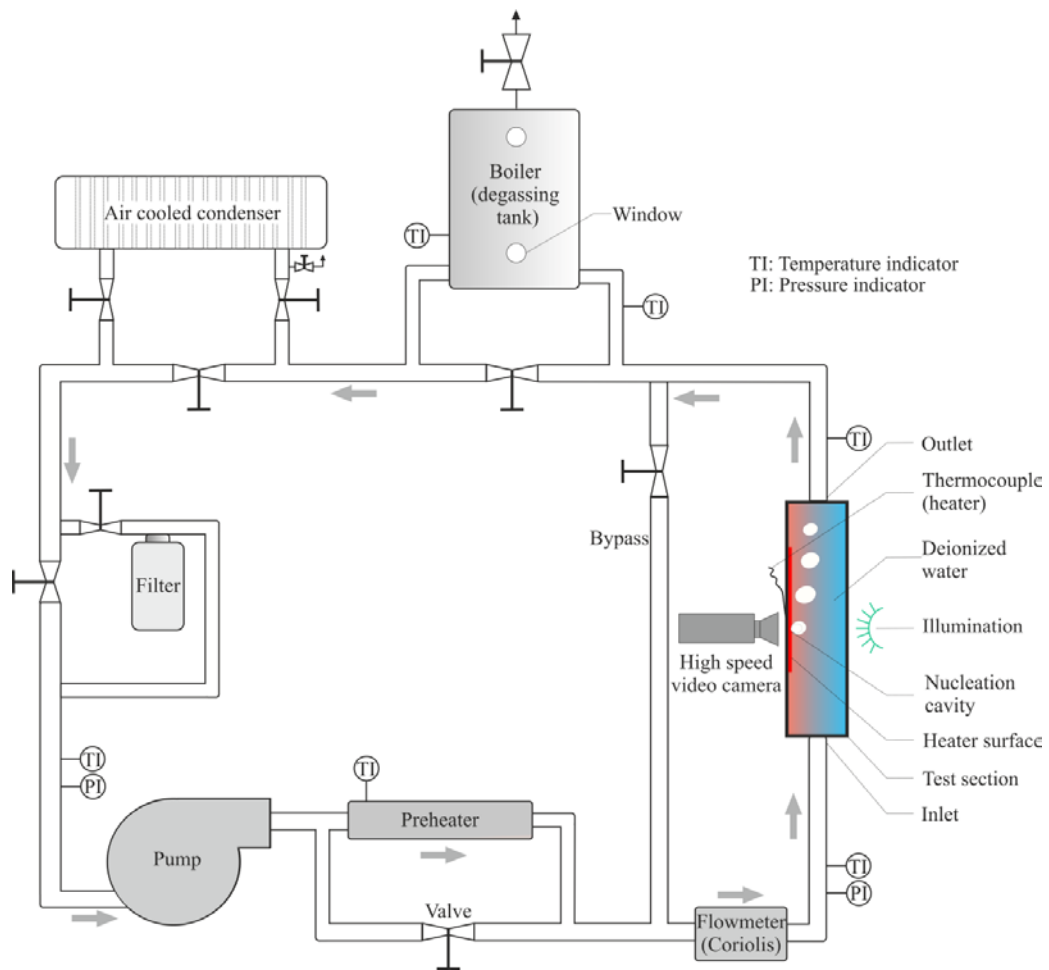 Boiler
(degassing
tank)
Air cooled condenser
Window
TI
TI: Temperature indicator
PI: Pressure indicator
TI
TI
Outlet
Thermocouple
(heater)
Bypass
Deionized
water
Filter
Illumination
High speed
video camera
Nucleation
cavity
Heater surface
TI
TI
Test section
PI
Inlet
Preheater
Pump
TI
Valve
PI
Flowmeter
(Coriolis)